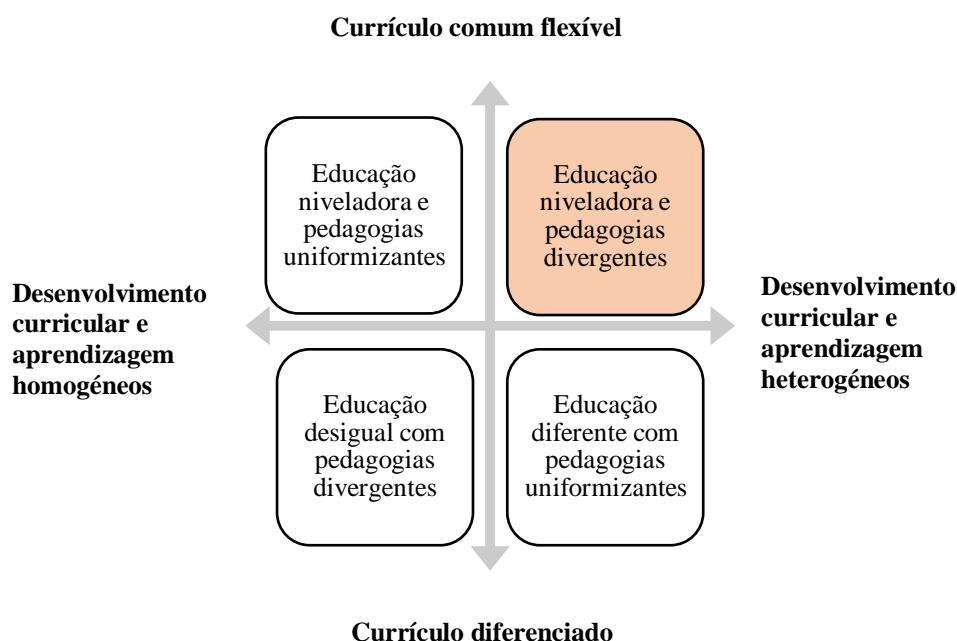 Currículo comum flexível
Educação
niveladora e
pedagogias
uniformizantes
Educação
niveladora e
pedagogias
divergentes
Desenvolvimento
curricular e
aprendizagem
homogéneos
Desenvolvimento
curricular e
aprendizagem
heterogéneos
Educação
desigual com
pedagogias
divergentes
Educação
diferente com
pedagogias
uniformizantes
Currículo diferenciado